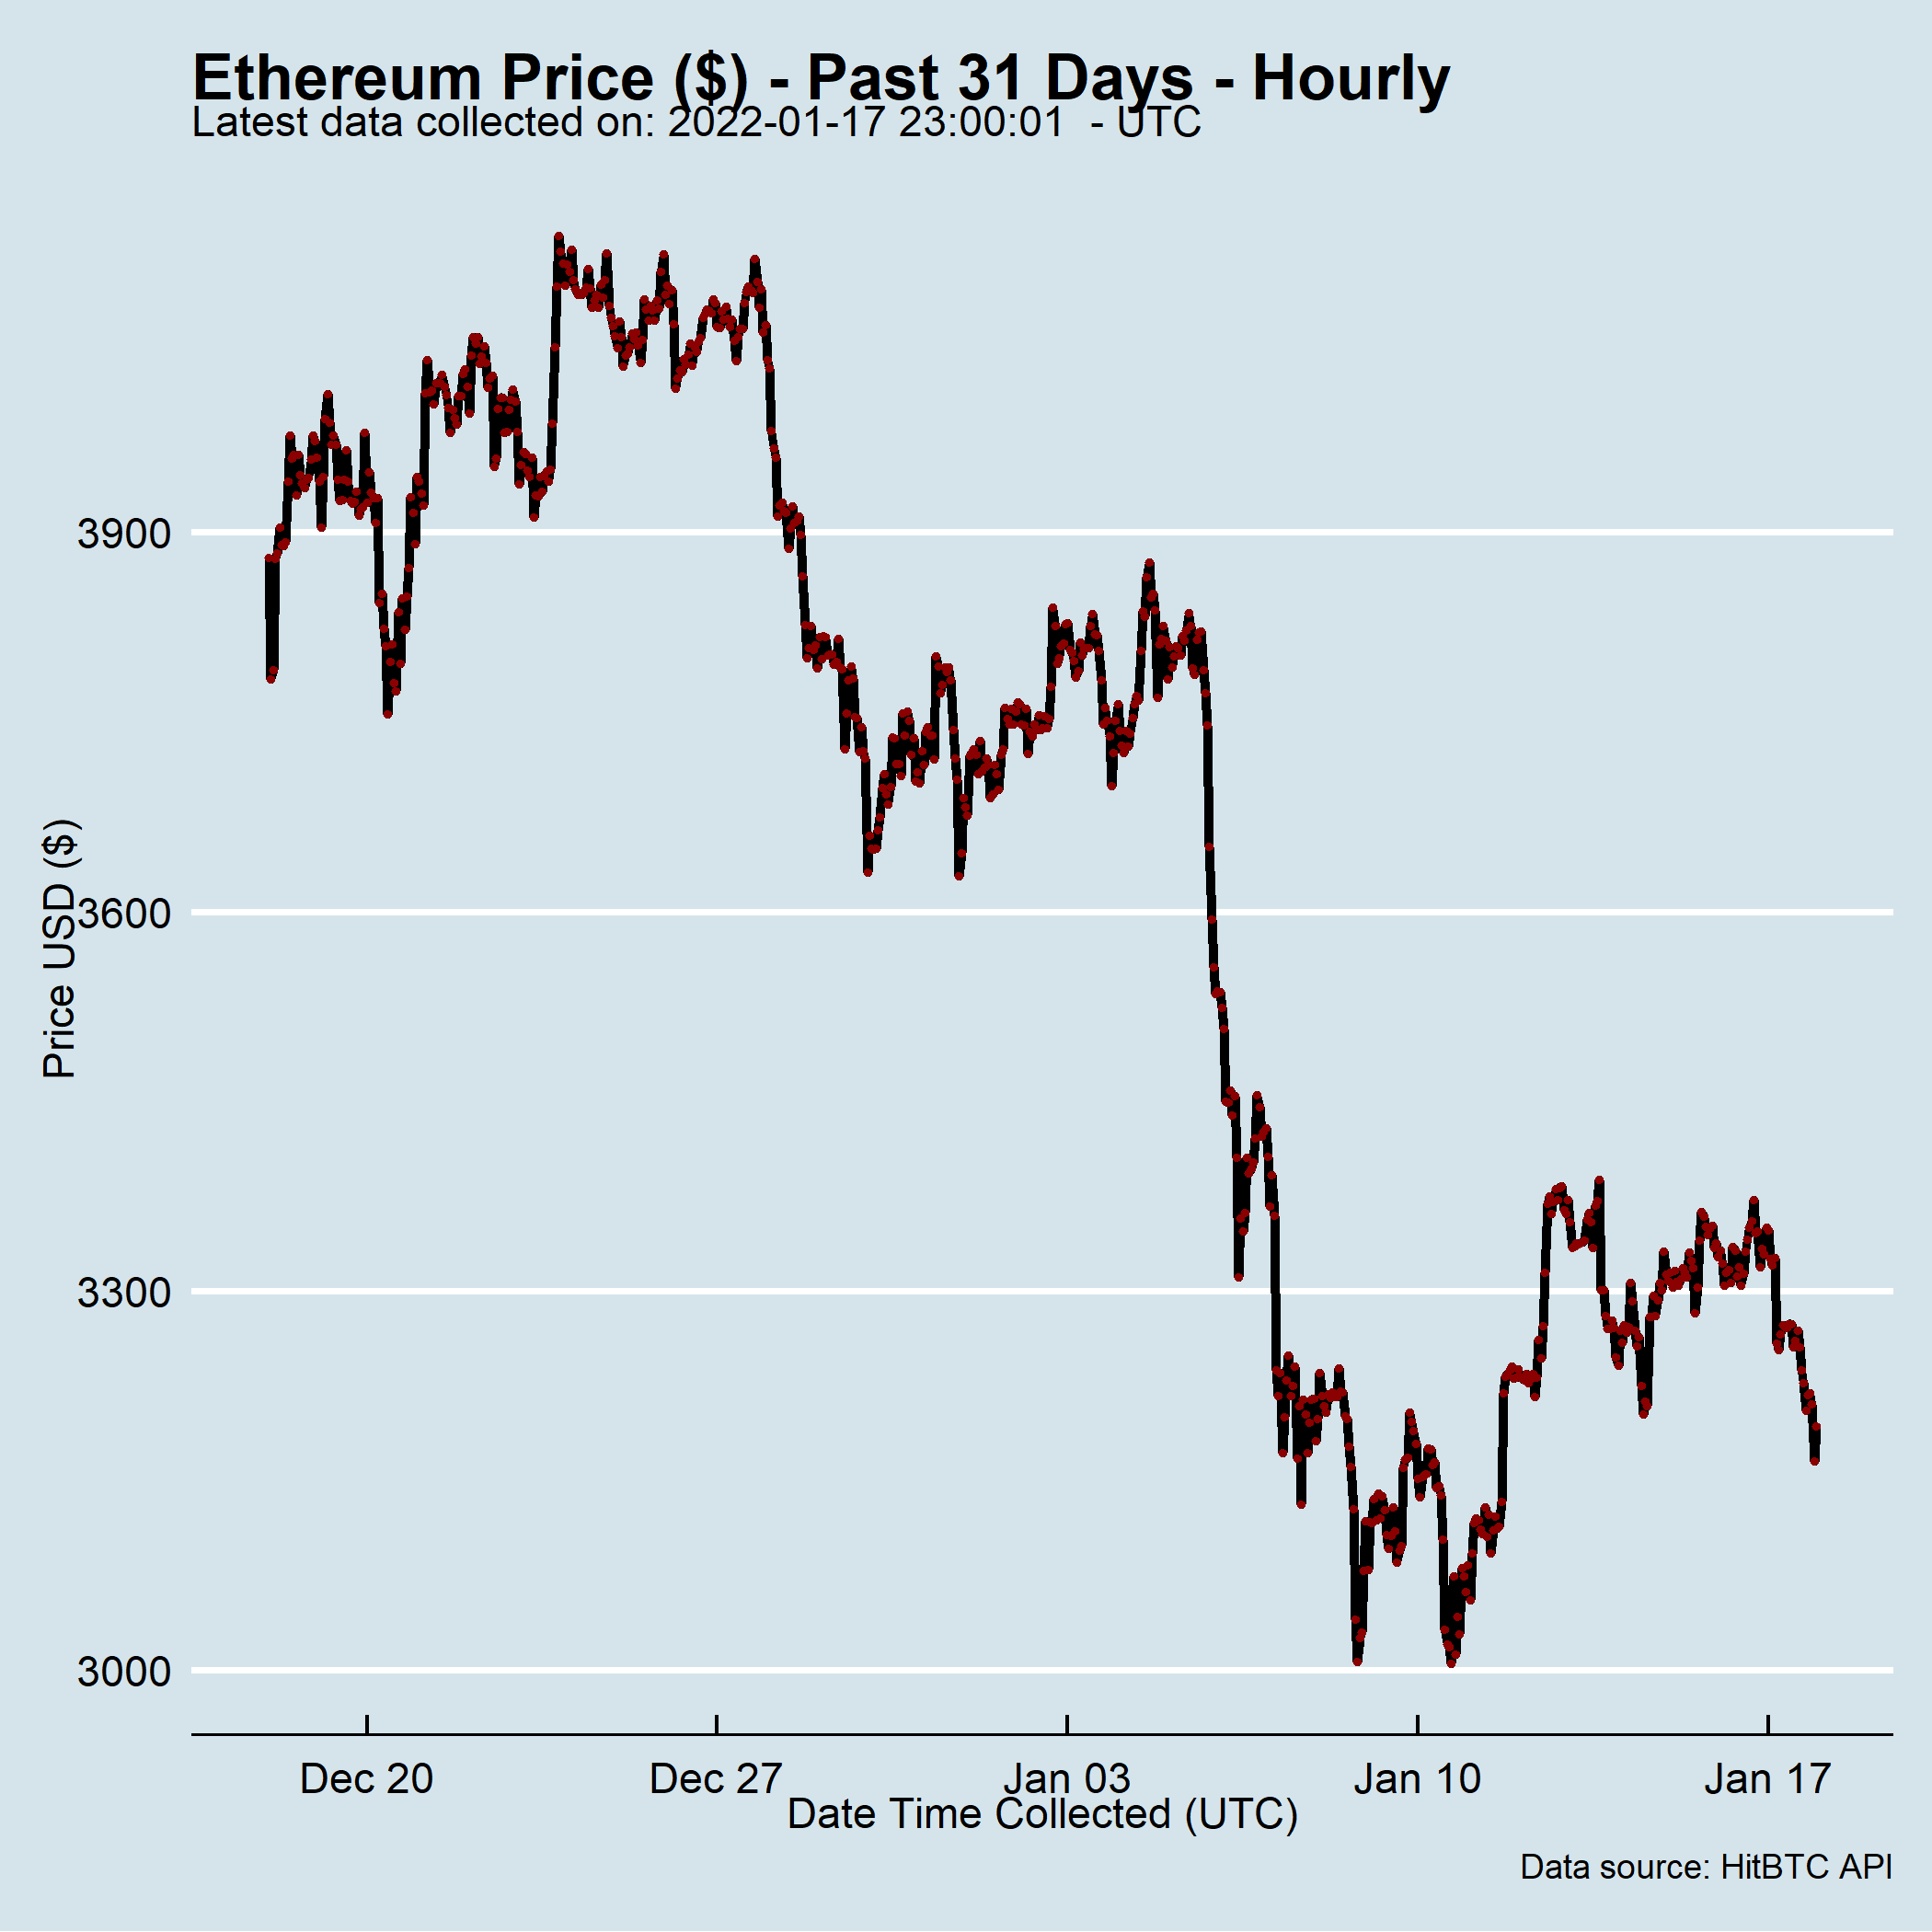 Ethereum Price ($) - Past 31 Days - Hourly
Latest data collected on: 2022-01-17 23:00:01  - UTC
Price USD ($)
3900
3600
3300
3000
Dec 20
Dec 27
Jan 03
Jan 10
Jan 17
Date Time Collected (UTC)
Data source: HitBTC API